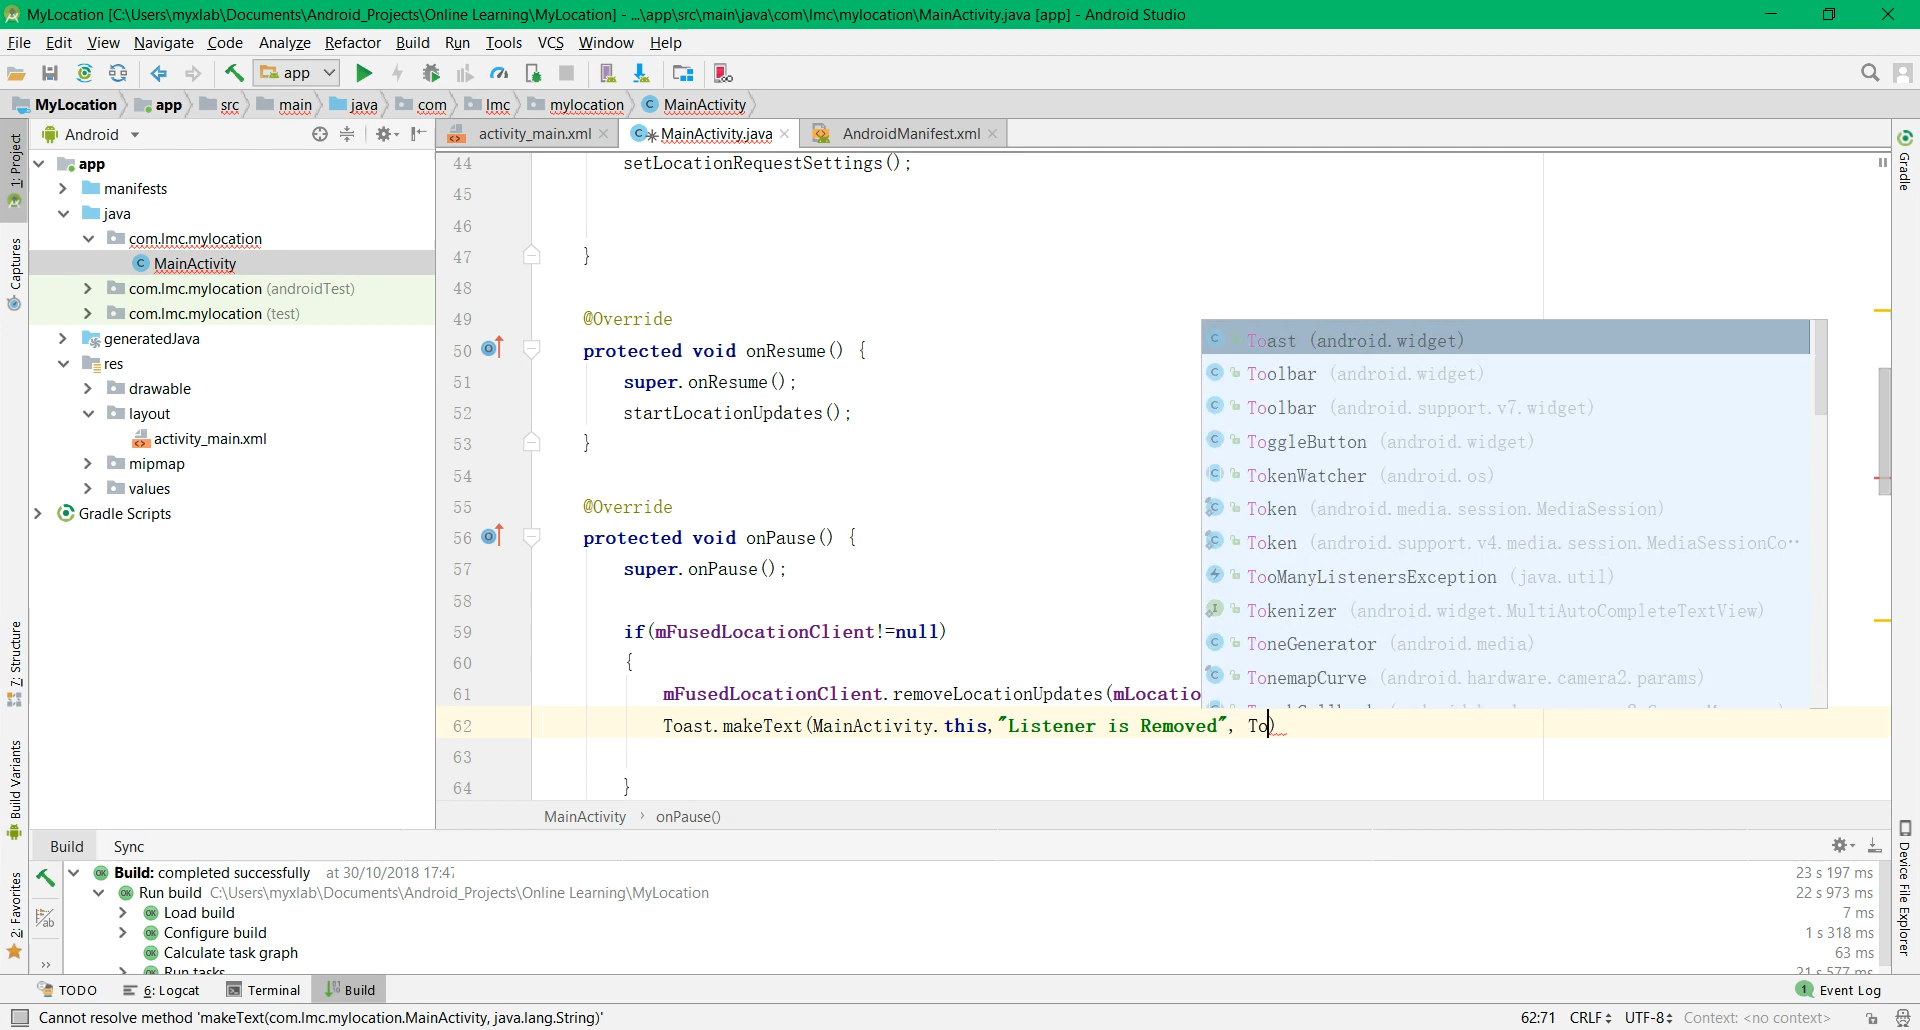 MyLocation [C:\Users\myxlab\Documents\Android_Projects\Online Learning\MyLocation] - ...\app\src\main\java\com\lmc\mylocation\MainActivity.java [app] - Android Studio
File Edit View Navigate Code Analyze Refactor Build Run Tools VCS Window Help
app
MyLocation app src main java com lmc mylocation MainActivity
Android
activity_main.xml MainActivity.java AndroidManifest.xml
1: Project
Captures
7: Structure
Build Variants
2: Favorites
app
manifests
java
com.lmc.mylocation
MainActivity
com.lmc.mylocation (androidTest)
com.lmc.mylocation (test)
generatedJava
res
drawable
layout
activity_main.xml
mipmap
values
Gradle Scripts
44 setLocationRequestSettings();
45
46
47 }
48
49 @Override
50 protected void onResume() {
51 super.onResume();
52 startLocationUpdates();
53 }
54
55 @Override
56 protected void onPause() {
57 super.onPause();
58
59 if(mFusedLocationClient!=null)
60 {
61 mFusedLocationClient.removeLocationUpdates(mLocatio
62 Toast.makeText(MainActivity.this,"Listener is Removed", To)
63
64 }
Toast (android.widget)
Toolbar (android.widget)
Toolbar (android.support.v7.widget)
ToggleButton (android.widget)
TokenWatcher (android.os)
Token (android.media.session.MediaSession)
Token (android.support.v4.media.session.MediaSessionCo…
TooManyListenersException (java.util)
Tokenizer (android.widget.MultiAutoCompleteTextView)
ToneGenerator (android.media)
TonemapCurve (android.hardware.camera2.params)
MainActivity › onPause()
Gradle
Device File Explorer
Build Sync
Build: completed successfully at 30/10/2018 17:47 23 s 197 ms
Run build C:\Users\myxlab\Documents\Android_Projects\Online Learning\MyLocation 22 s 973 ms
Load build 7 ms
Configure build 1 s 318 ms
Calculate task graph 63 ms
Run tasks 21 s 577 ms
TODO 6: Logcat Terminal Build 1 Event Log
Cannot resolve method 'makeText(com.lmc.mylocation.MainActivity, java.lang.String)' 62:71 CRLF UTF-8 Context: <no context>